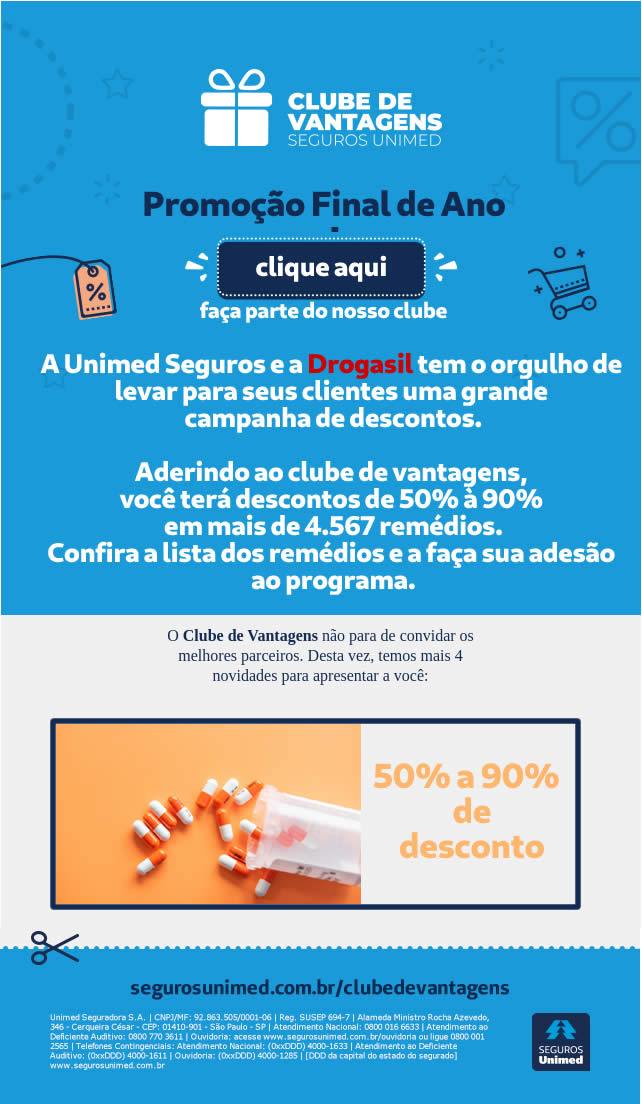 CLUBE DE
VANTAGENS
SEGUROS UNIMED
Promoção Final de Ano
clique aqui
faça parte do nosso clube
A Unimed Seguros e a Drogasil tem o orgulho de
levar para seus clientes uma grande
campanha de descontos.
Aderindo ao clube de vantagens,
você terá descontos de 50% à 90%
em mais de 4.567 remédios.
Confira a lista dos remédios e a faça sua adesão
ao programa.
O Clube de Vantagens não para de convidar os
melhores parceiros. Desta vez, temos mais 4
novidades para apresentar a você:
50% a 90%
de
desconto
segurosunimed.com.br/clubedevantagens
Unimed Seguradora S.A. | CNPJ/MF: 92.863.505/0001-06 | Reg. SUSEP 694-7 | Alameda Ministro Rocha Azevedo,
346 - Cerqueira César - CEP: 01410-901 - São Paulo - SP | Atendimento Nacional: 0800 016 6633 | Atendimento ao
Deficiente Auditivo: 0800 770 3611 | Ouvidoria: acesse www.segurosunimed.com.br/ouvidoria ou ligue 0800 001
2565 | Telefones Contingenciais: Atendimento Nacional: (0xxDDD) 4000-1633 | Atendimento ao Deficiente
Auditivo: (0xxDDD) 4000-1611 | Ouvidoria: (0xxDDD) 4000-1285 | [DDD da capital do estado do segurado]
www.segurosunimed.com.br
SEGUROS
Unimed